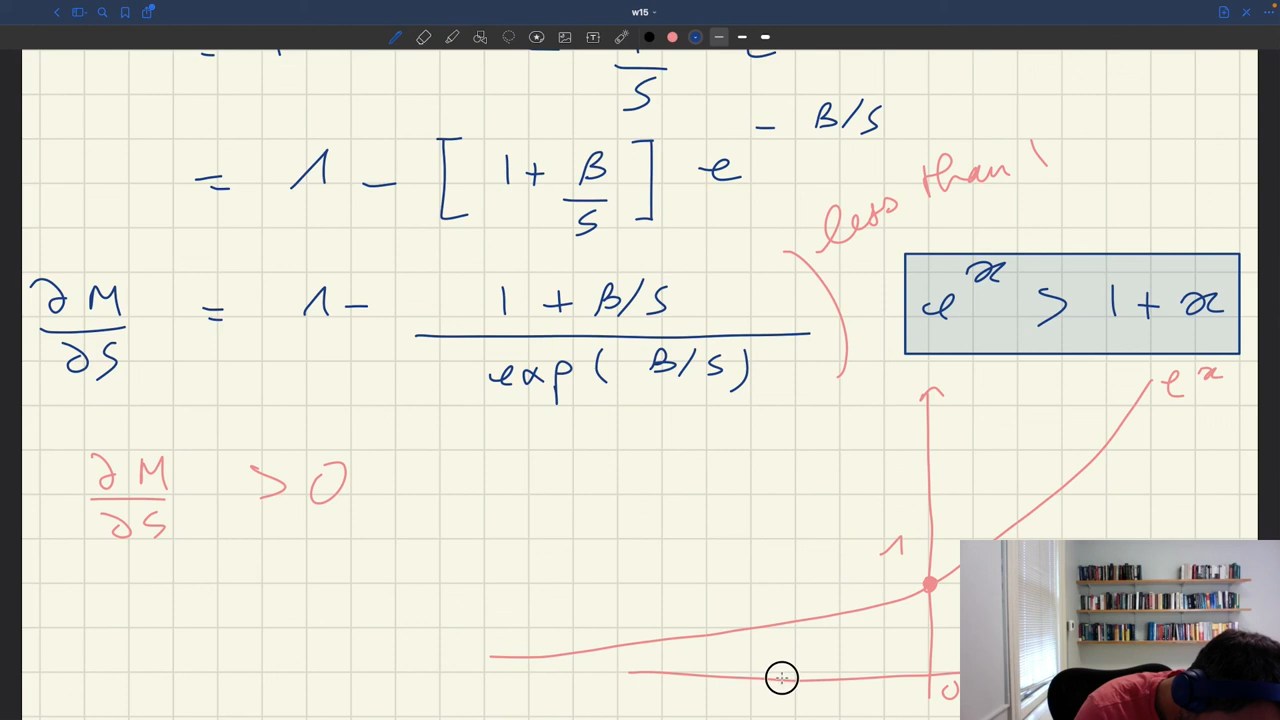 w15
S
= 1 - [1 + B/S] e^{- B/S}
less than 1
∂M/∂S = 1 - (1 + B/S)/exp(B/S)
e^x > 1 + x
e^x
∂M/∂S > 0
1
0